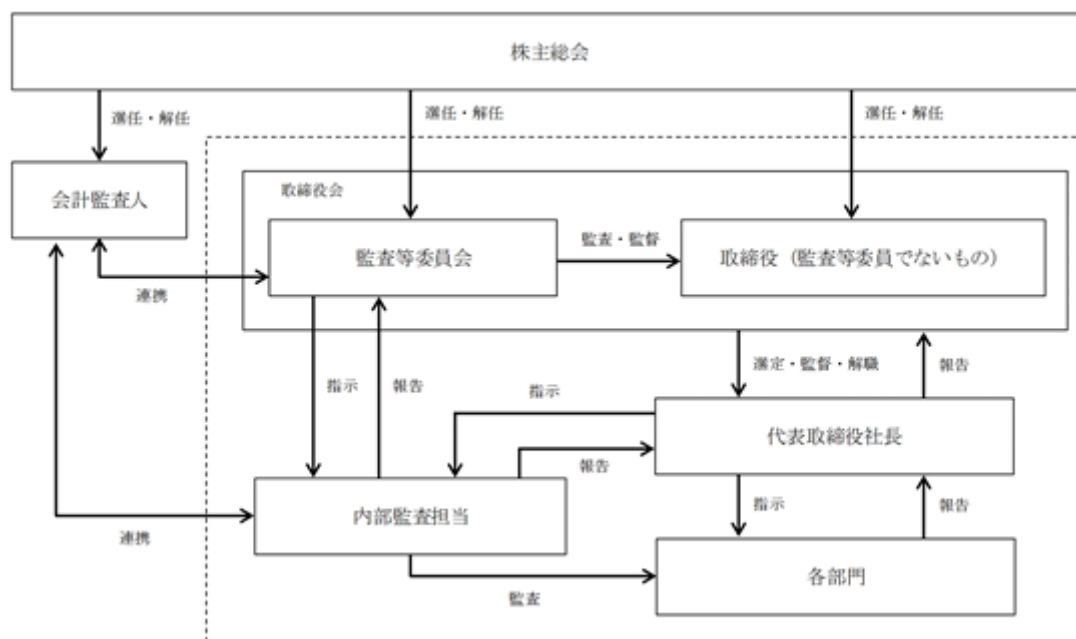 株主総会
選任・解任
選任・解任
選任・解任
会計監査人
取締役会
監査等委員会
監査・監督
取締役（監査等委員でないもの）
連携
指示
報告
選定・監督・解職
報告
指示
代表取締役社長
報告
内部監査担当
指示
報告
連携
監査
各部門